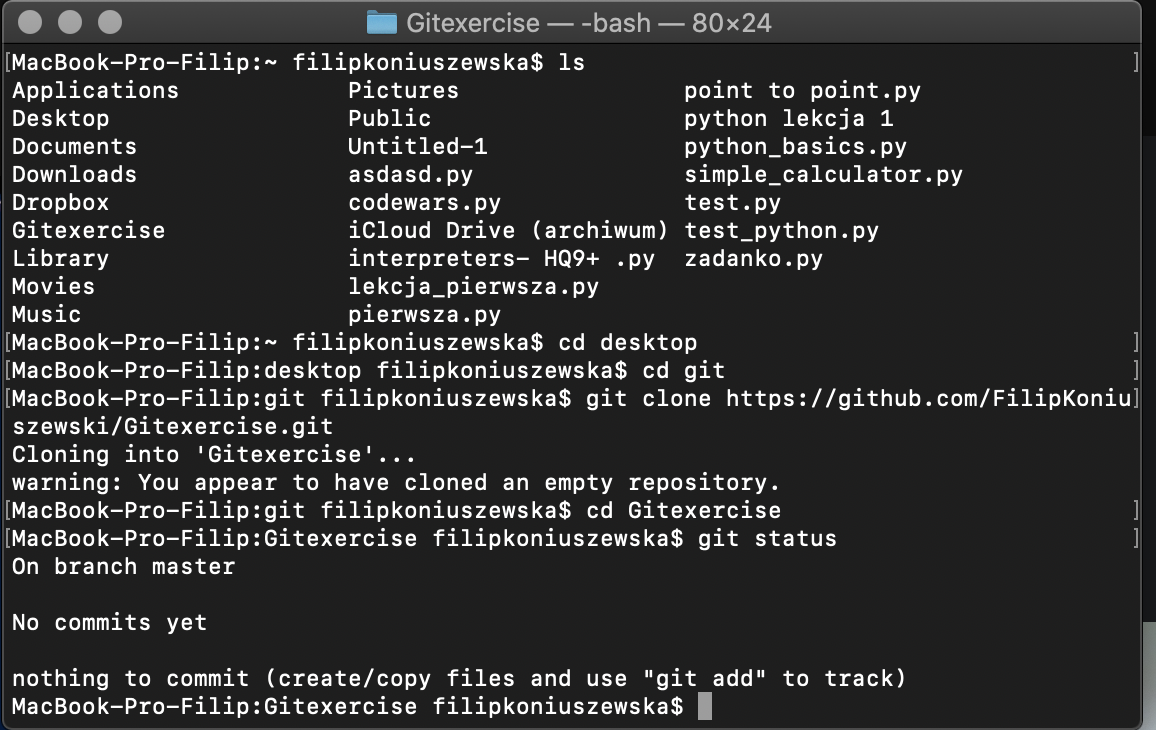 Gitexercise — -bash — 80×24
[MacBook-Pro-Filip:~ filipkoniuszewska$ ls ]
Applications Pictures point to point.py
Desktop Public python lekcja 1
Documents Untitled-1 python_basics.py
Downloads asdasd.py simple_calculator.py
Dropbox codewars.py test.py
Gitexercise iCloud Drive (archiwum) test_python.py
Library interpreters- HQ9+ .py zadanko.py
Movies lekcja_pierwsza.py
Music pierwsza.py
[MacBook-Pro-Filip:~ filipkoniuszewska$ cd desktop ]
[MacBook-Pro-Filip:desktop filipkoniuszewska$ cd git ]
[MacBook-Pro-Filip:git filipkoniuszewska$ git clone https://github.com/FilipKoniu]
szewski/Gitexercise.git
Cloning into 'Gitexercise'...
warning: You appear to have cloned an empty repository.
[MacBook-Pro-Filip:git filipkoniuszewska$ cd Gitexercise ]
[MacBook-Pro-Filip:Gitexercise filipkoniuszewska$ git status ]
On branch master
No commits yet
nothing to commit (create/copy files and use "git add" to track)
MacBook-Pro-Filip:Gitexercise filipkoniuszewska$